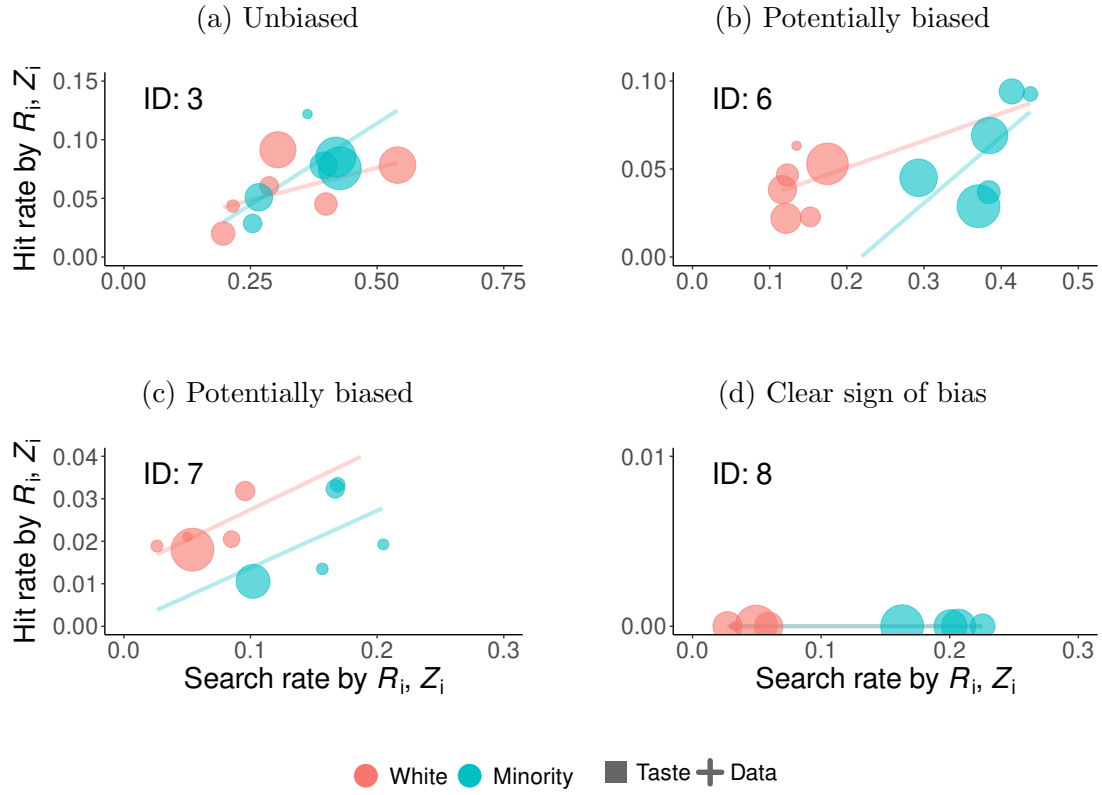 (a) Unbiased
(b) Potentially biased
Hit rate by Ri, Zi
0.15
0.10
0.05
0.00
ID: 3
0.00 0.25 0.50 0.75
0.10
0.05
0.00
ID: 6
0.0 0.1 0.2 0.3 0.4 0.5
(c) Potentially biased
(d) Clear sign of bias
Hit rate by Ri, Zi
0.04
0.03
0.02
0.01
0.00
ID: 7
0.0 0.1 0.2 0.3
Search rate by Ri, Zi
0.01
0.00
ID: 8
0.0 0.1 0.2 0.3
Search rate by Ri, Zi
White Minority Taste Data